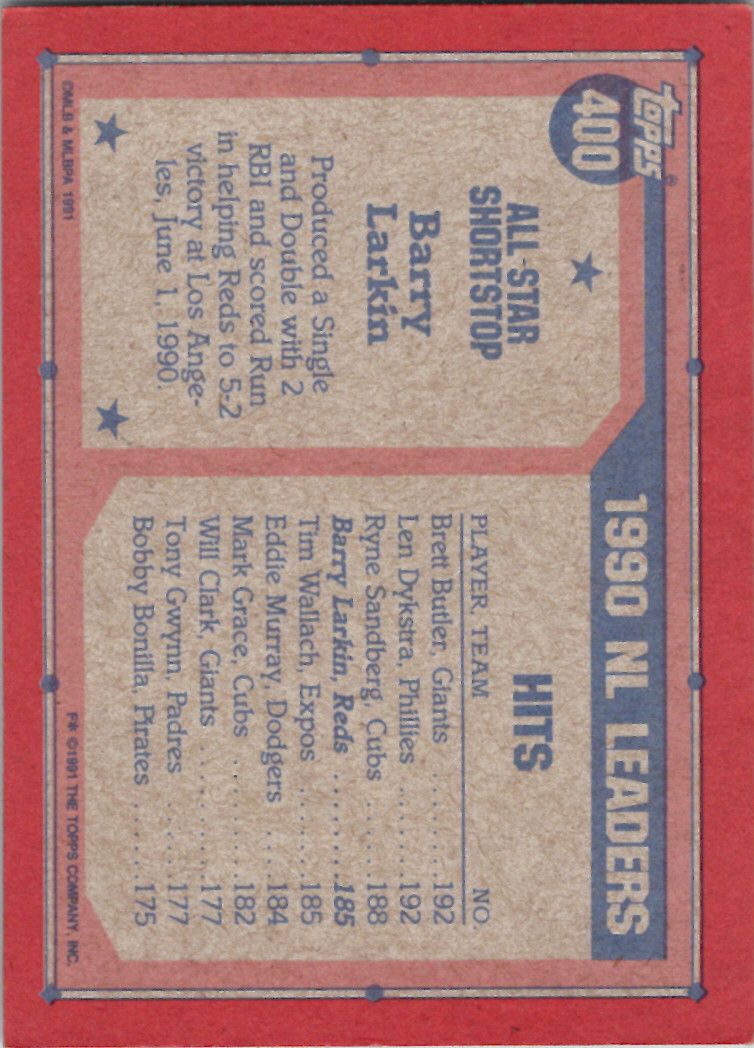 topps®
400
ALL-STAR
SHORTSTOP
Barry
Larkin
Produced a Single
and Double with 2
RBI and scored Run
in helping Reds to 5-2
victory at Los Ange-
les, June 1, 1990.
©MLB & MLBPA 1991
1990 NL LEADERS
HITS
PLAYER, TEAM NO.
Brett Butler, Giants ........192
Len Dykstra, Phillies .......192
Ryne Sandberg, Cubs ......188
Barry Larkin, Reds ........185
Tim Wallach, Expos .......185
Eddie Murray, Dodgers ....184
Mark Grace, Cubs .........182
Will Clark, Giants .........177
Tony Gwynn, Padres ......177
Bobby Bonilla, Pirates ......175
F* ©1991 THE TOPPS COMPANY, INC.